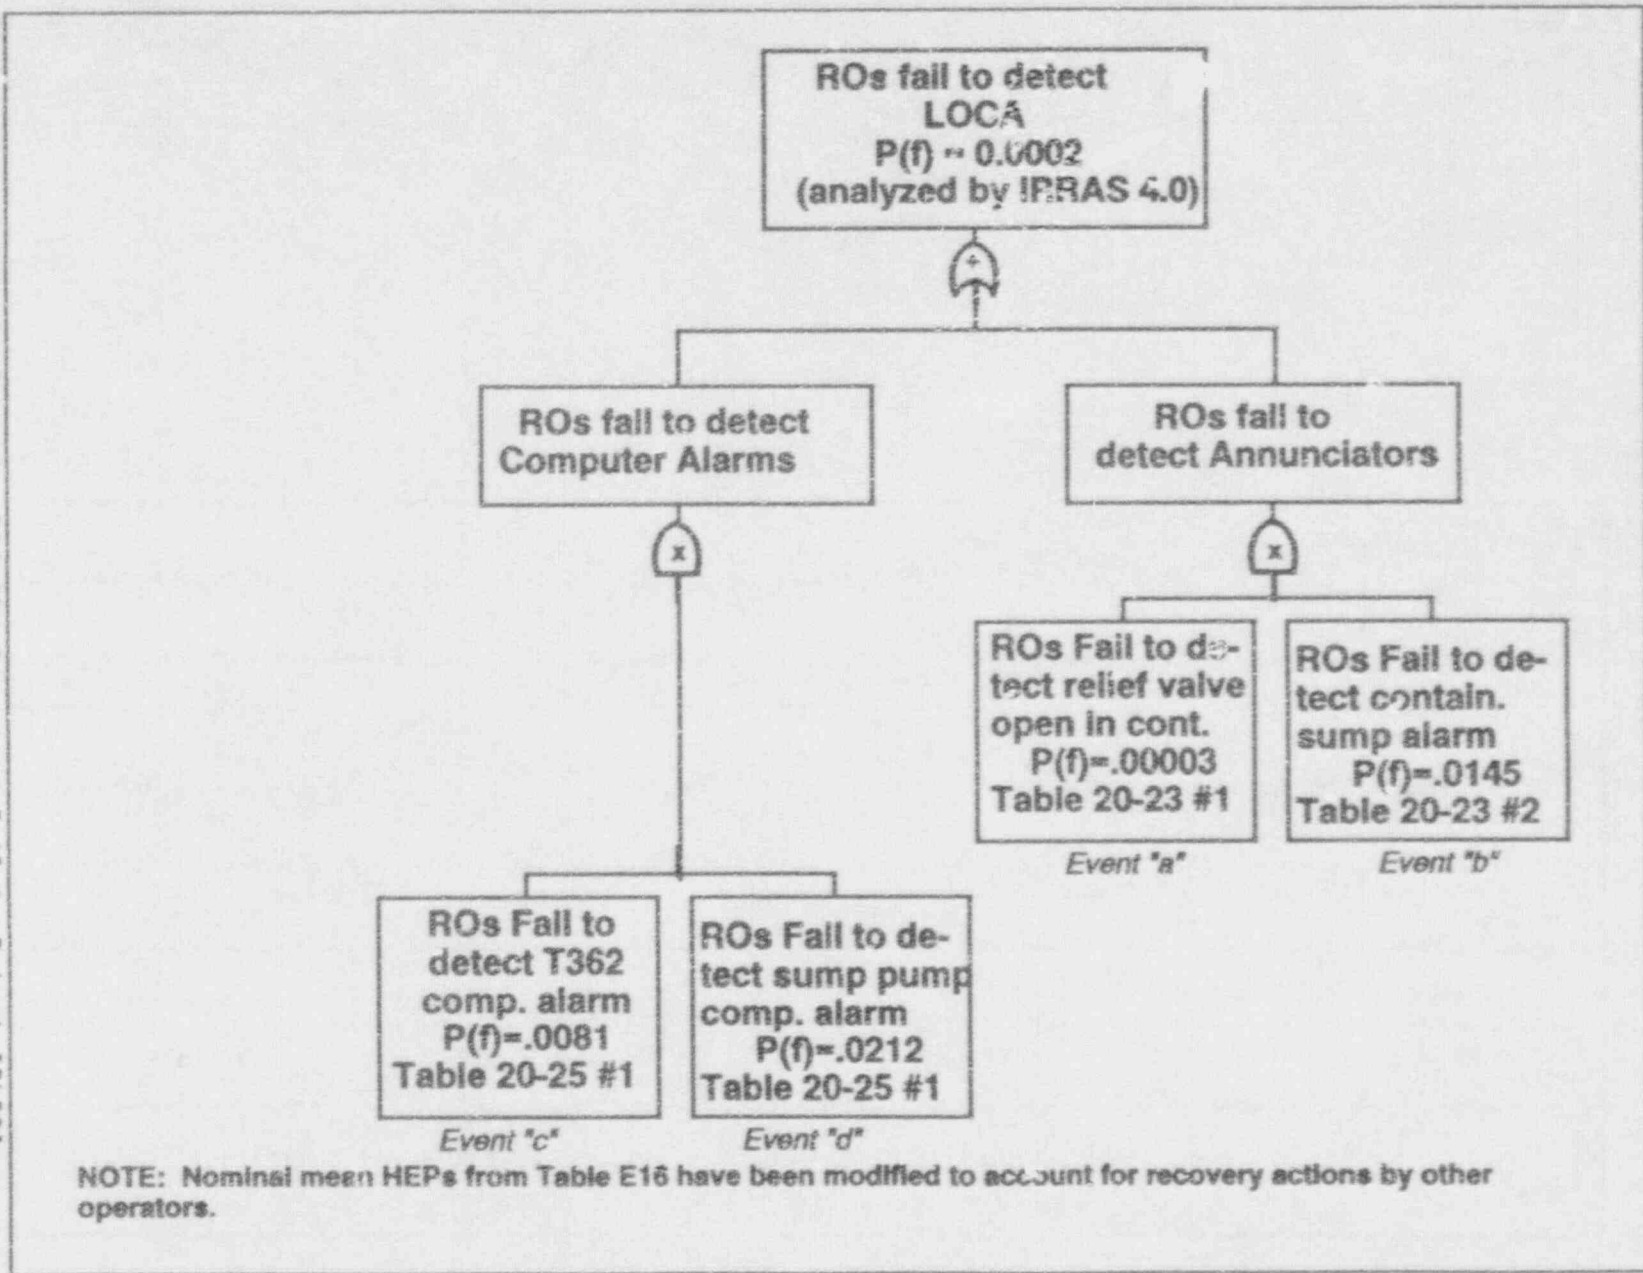 ROs fail to detect
LOCA
P(f) ~ 0.0002
(analyzed by IRRAS 4.0)
+
ROs fail to detect
Computer Alarms
ROs fail to
detect Annunciators
x
x
ROs Fail to de-
tect relief valve
open in cont.
P(f)=.00003
Table 20-23 #1
Event "a"
ROs Fail to de-
tect contain.
sump alarm
P(f)=.0145
Table 20-23 #2
Event "b"
ROs Fail to
detect T362
comp. alarm
P(f)=.0081
Table 20-25 #1
Event "c"
ROs Fail to de-
tect sump pump
comp. alarm
P(f)=.0212
Table 20-25 #1
Event "d"
NOTE: Nominal mean HEPs from Table E16 have been modified to account for recovery actions by other
operators.